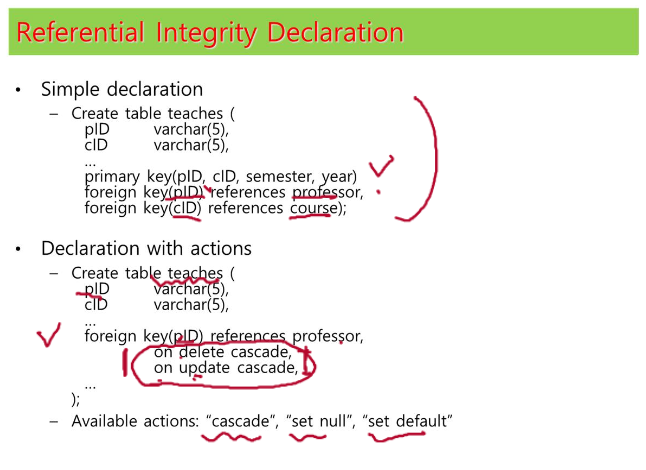 Referential Integrity Declaration
• Simple declaration
– Create table teaches (
pID varchar(5),
cID varchar(5),
...
primary key(pID, cID, semester, year)
foreign key(pID) references professor,
foreign key(cID) references course);
• Declaration with actions
– Create table teaches (
pID varchar(5),
cID varchar(5),
...
foreign key(pID) references professor,
on delete cascade,
on update cascade,
...
);
– Available actions: “cascade”, “set null”, “set default”